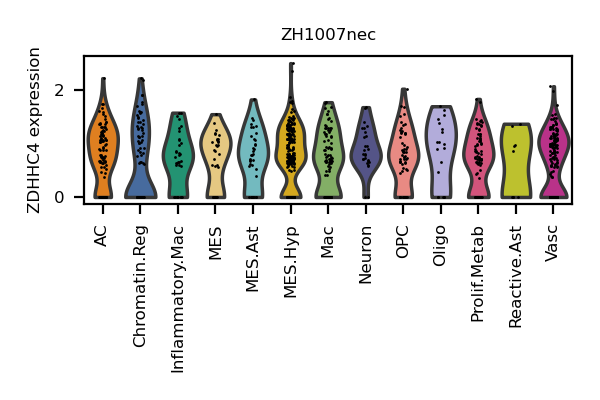 ZH1007nec
ZDHHC4 expression
2
0
AC
Chromatin.Reg
Inflammatory.Mac
MES
MES.Ast
MES.Hyp
Mac
Neuron
OPC
Oligo
Prolif.Metab
Reactive.Ast
Vasc